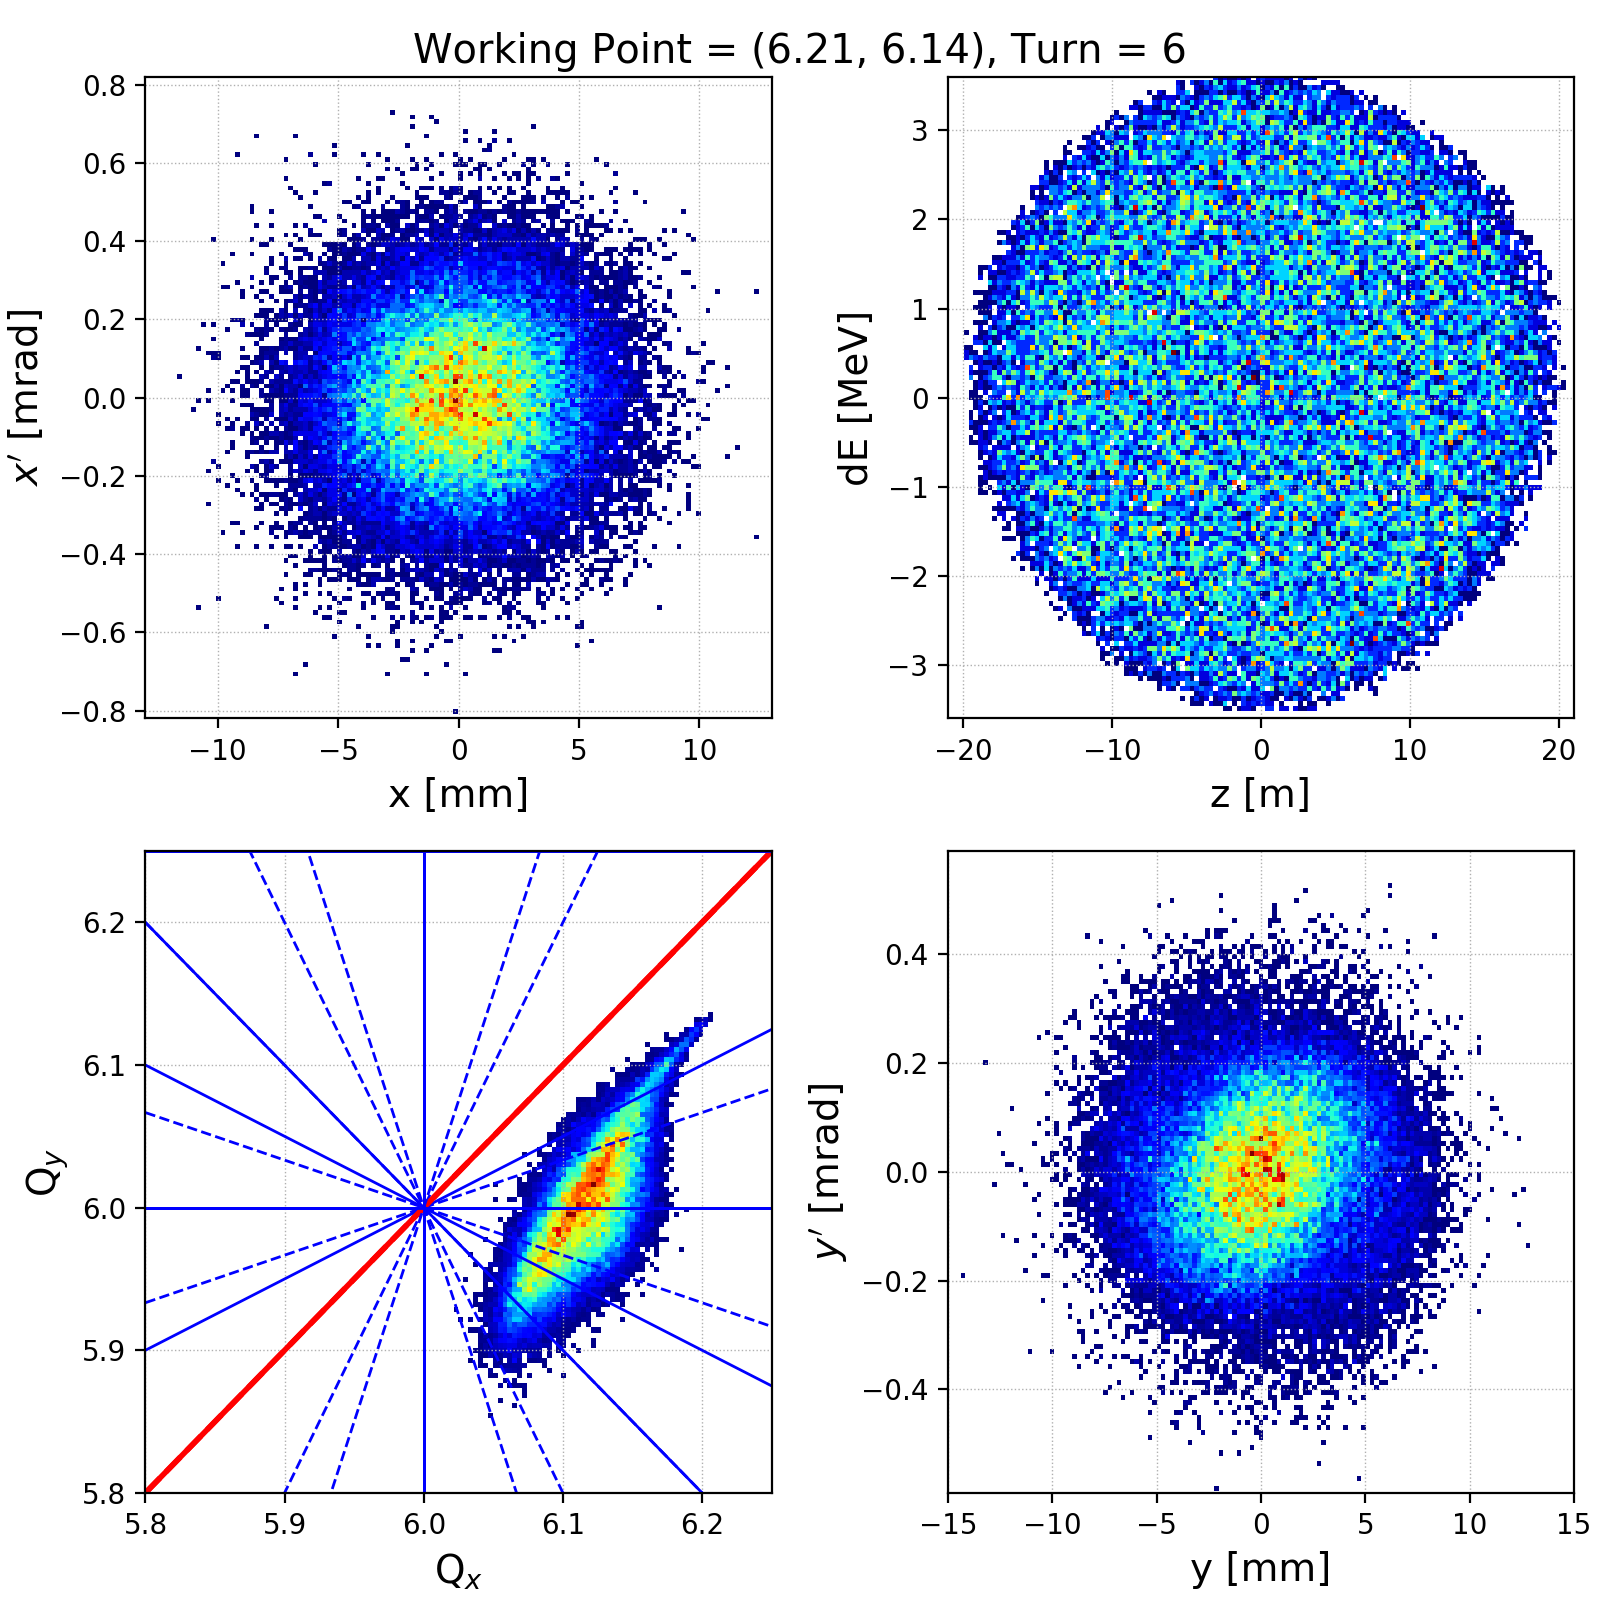 Working Point = (6.21, 6.14), Turn = 6
0.8
0.6
0.4
0.2
0.0
−0.2
−0.4
−0.6
−0.8
x′ [mrad]
−10 −5 0 5 10
x [mm]
3
2
1
0
−1
−2
−3
dE [MeV]
−20 −10 0 10 20
z [m]
6.2
6.1
6.0
5.9
5.8
Qy
5.8 5.9 6.0 6.1 6.2
Qx
0.4
0.2
0.0
−0.2
−0.4
y′ [mrad]
−15 −10 −5 0 5 10 15
y [mm]